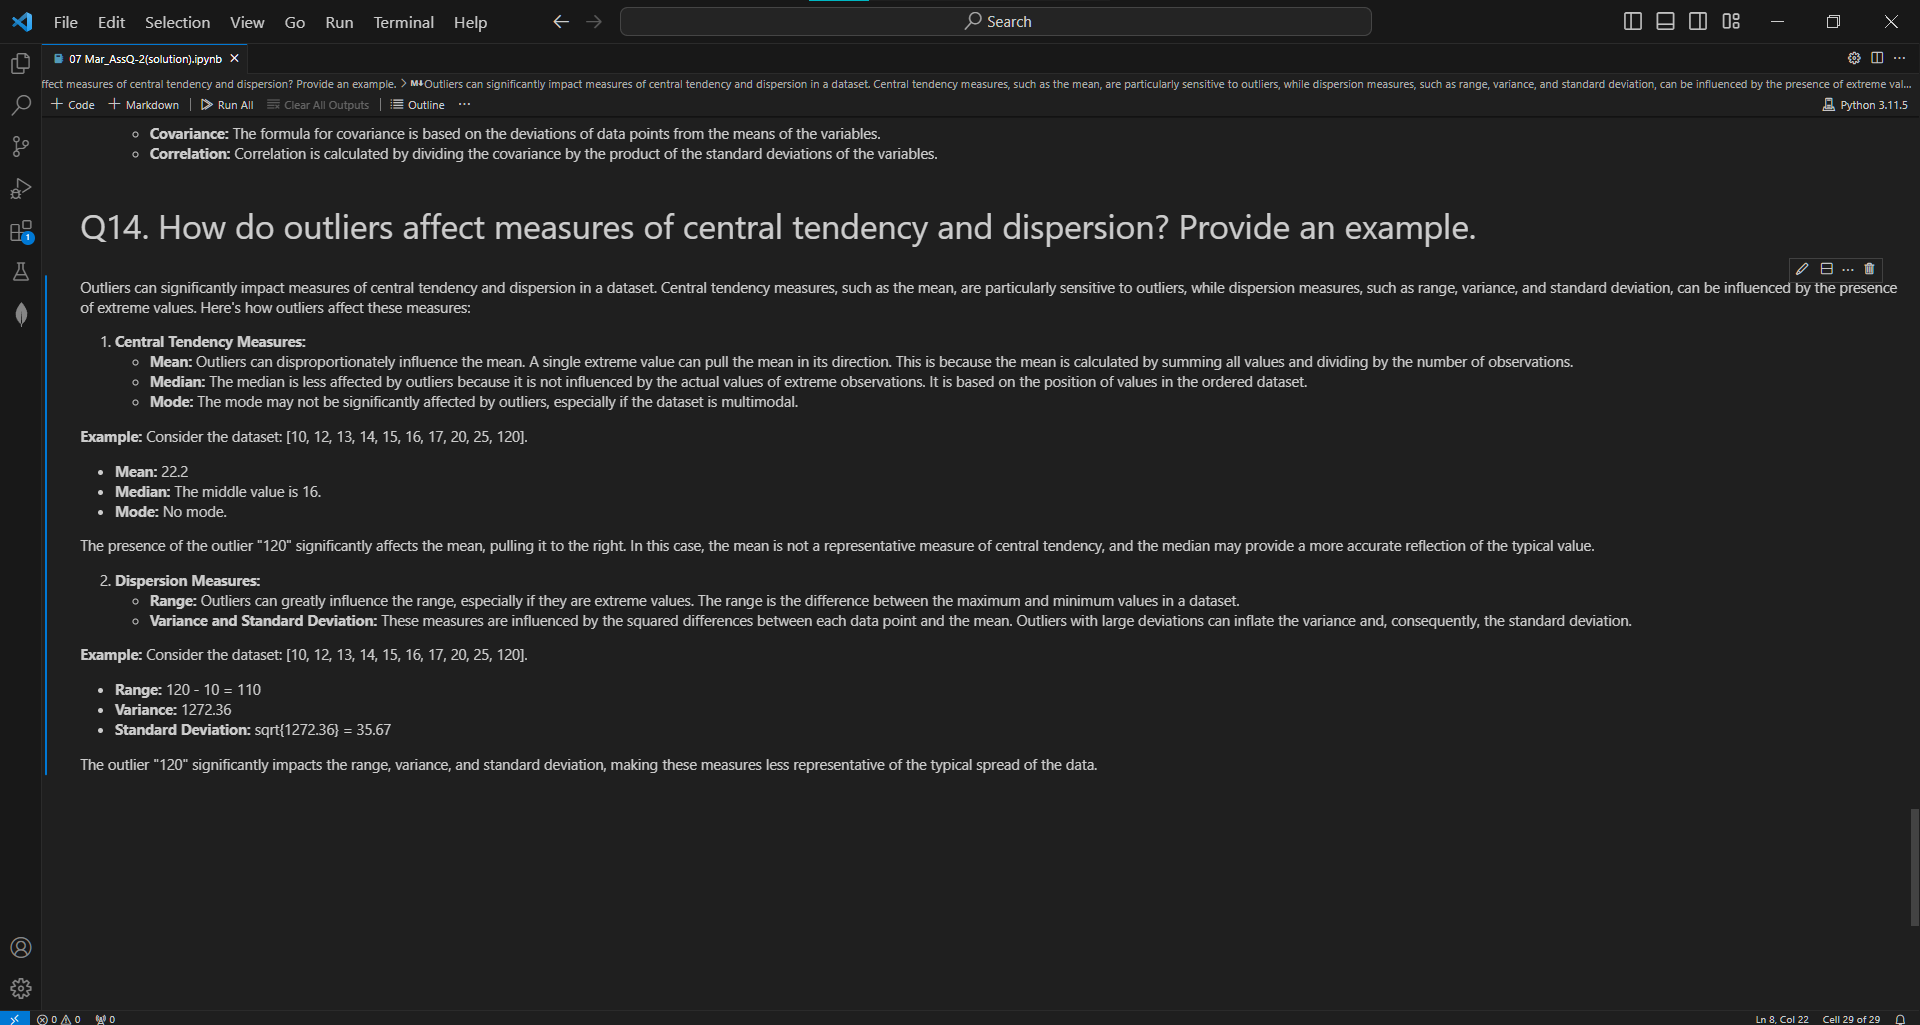 File Edit Selection View Go Run Terminal Help
Search
07 Mar_AssQ-2(solution).ipynb
ffect measures of central tendency and dispersion? Provide an example. > M↓Outliers can significantly impact measures of central tendency and dispersion in a dataset. Central tendency measures, such as the mean, are particularly sensitive to outliers, while dispersion measures, such as range, variance, and standard deviation, can be influenced by the presence of extreme val...
+ Code + Markdown | Run All Clear All Outputs | Outline ...
Python 3.11.5
Covariance: The formula for covariance is based on the deviations of data points from the means of the variables.
Correlation: Correlation is calculated by dividing the covariance by the product of the standard deviations of the variables.
Q14. How do outliers affect measures of central tendency and dispersion? Provide an example.
Outliers can significantly impact measures of central tendency and dispersion in a dataset. Central tendency measures, such as the mean, are particularly sensitive to outliers, while dispersion measures, such as range, variance, and standard deviation, can be influenced by the presence
of extreme values. Here's how outliers affect these measures:
1. Central Tendency Measures:
Mean: Outliers can disproportionately influence the mean. A single extreme value can pull the mean in its direction. This is because the mean is calculated by summing all values and dividing by the number of observations.
Median: The median is less affected by outliers because it is not influenced by the actual values of extreme observations. It is based on the position of values in the ordered dataset.
Mode: The mode may not be significantly affected by outliers, especially if the dataset is multimodal.
Example: Consider the dataset: [10, 12, 13, 14, 15, 16, 17, 20, 25, 120].
Mean: 22.2
Median: The middle value is 16.
Mode: No mode.
The presence of the outlier "120" significantly affects the mean, pulling it to the right. In this case, the mean is not a representative measure of central tendency, and the median may provide a more accurate reflection of the typical value.
2. Dispersion Measures:
Range: Outliers can greatly influence the range, especially if they are extreme values. The range is the difference between the maximum and minimum values in a dataset.
Variance and Standard Deviation: These measures are influenced by the squared differences between each data point and the mean. Outliers with large deviations can inflate the variance and, consequently, the standard deviation.
Example: Consider the dataset: [10, 12, 13, 14, 15, 16, 17, 20, 25, 120].
Range: 120 - 10 = 110
Variance: 1272.36
Standard Deviation: sqrt{1272.36} = 35.67
The outlier "120" significantly impacts the range, variance, and standard deviation, making these measures less representative of the typical spread of the data.
1
0 0 0
Ln 8, Col 22 Cell 29 of 29